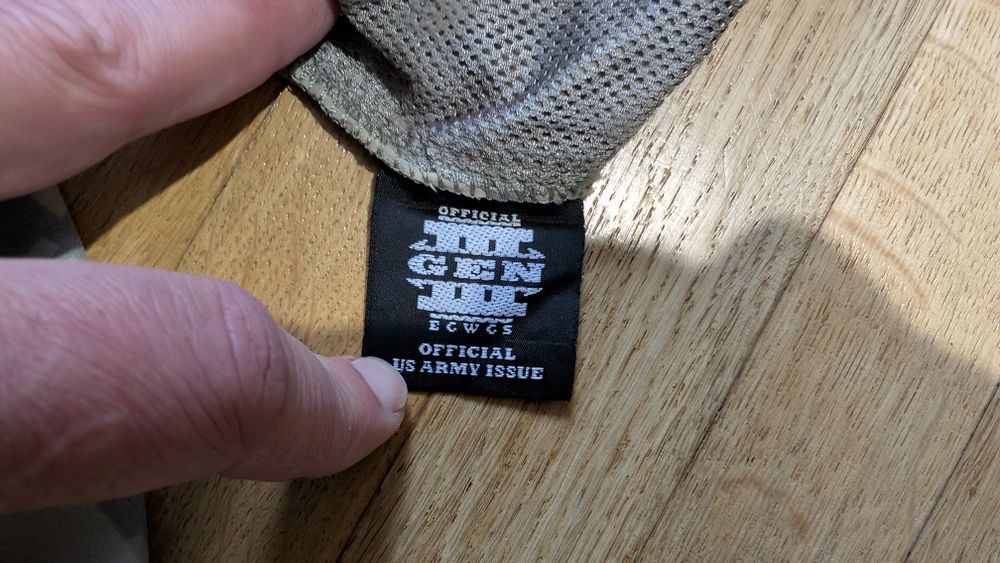 OFFICIAL
III
GEN
III
ECWCS
OFFICIAL
US ARMY ISSUE